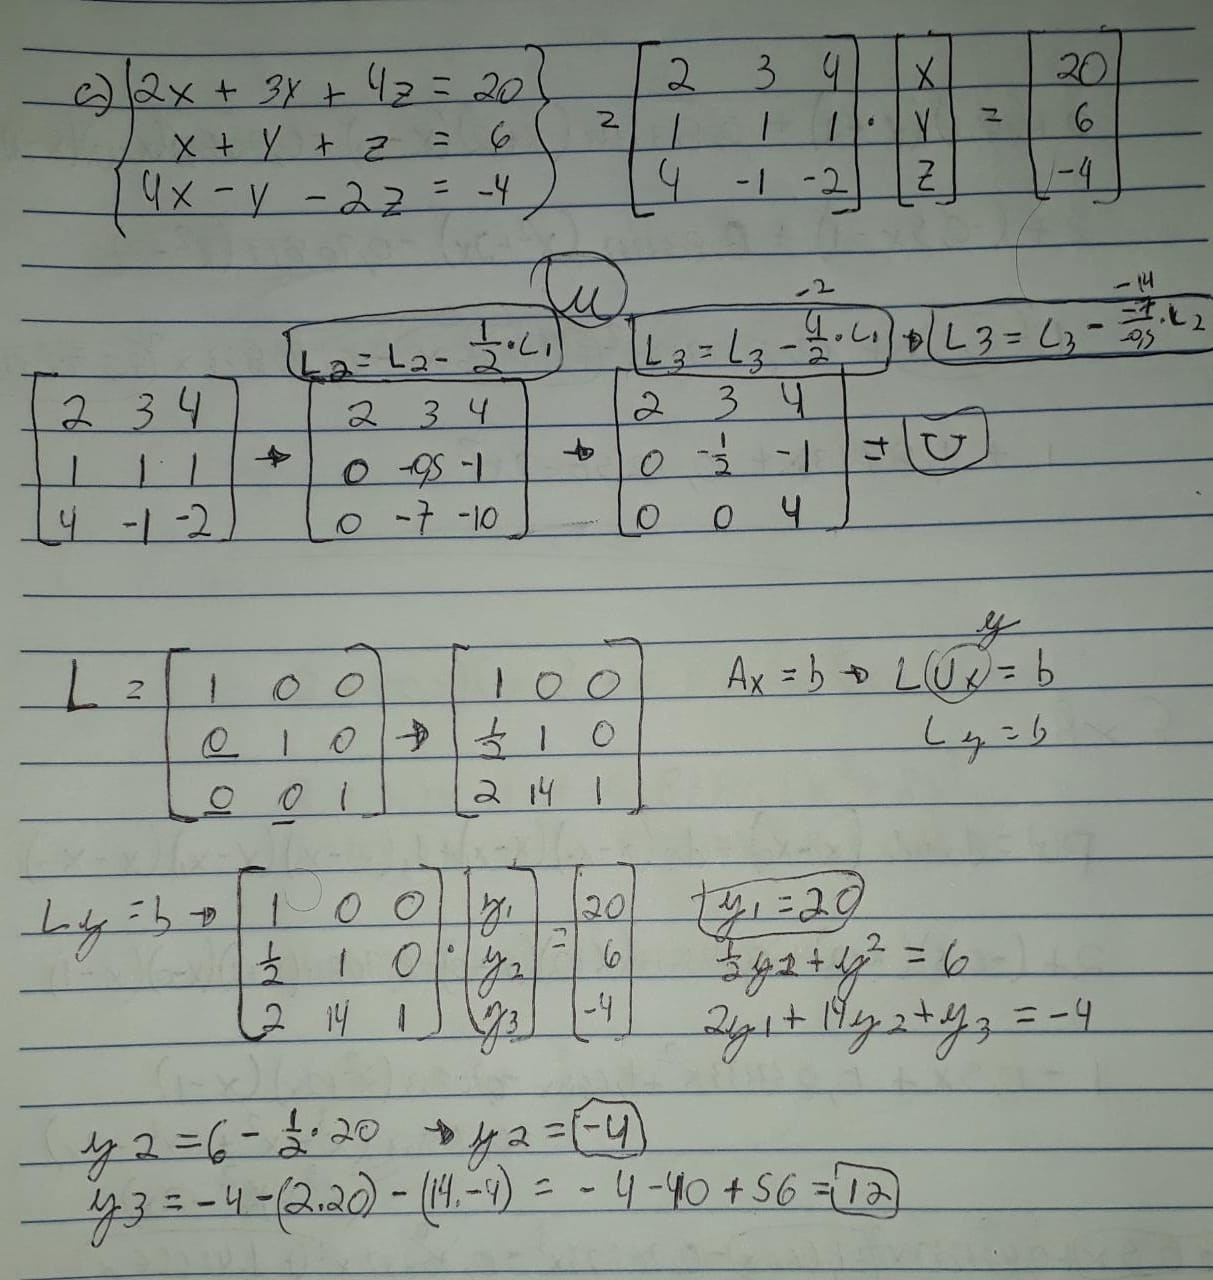 c) 2x + 3y + 4z = 20
x + y + z = 6
4x - y - 2z = -4
= [2 3 4] . [x] = [20]
[1 1 1] [y] [6]
[4 -1 -2] [z] [-4]
U
L2 = L2 - 1/2 . L1
-2
L3 = L3 - 4/2 . L1 → L3 = L3 - -7/-0,5 . L2
-14
[2 3 4] → [2 3 4] → [2 3 4]
[1 1 1] [0 -0,5 -1] [0 -1/2 -1] = U
[4 -1 -2] [0 -7 -10] [0 0 4]
y
L = [1 0 0] → [1 0 0] Ax = b → L(Ux) = b
[0 1 0] [1/2 1 0] Ly = b
[0 0 1] [2 14 1]
Ly = b → [1 0 0] . [y1] = [20] y1 = 20
[1/2 1 0] [y2] [6] 1/2 y1 + y2 = 6
[2 14 1] [y3] [-4] 2y1 + 14y2 + y3 = -4
y2 = 6 - 1/2 . 20 → y2 = -4
y3 = -4 - (2.20) - (14.-4) = -4 - 40 + 56 = 12